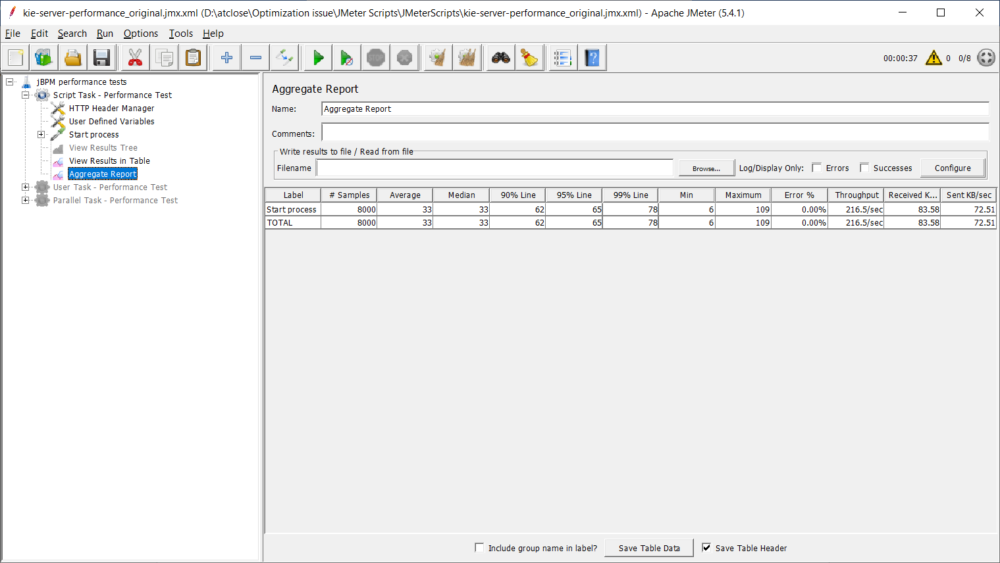 kie-server-performance_original.jmx.xml (D:\atclose\Optimization issue\JMeter Scripts\JMeterScripts\kie-server-performance_original.jmx.xml) - Apache JMeter (5.4.1)
File Edit Search Run Options Tools Help
STOP 00:00:37 0 0/8
jBPM performance tests
Script Task - Performance Test
HTTP Header Manager
User Defined Variables
Start process
View Results Tree
View Results in Table
Aggregate Report
User Task - Performance Test
Parallel Task - Performance Test
Aggregate Report
Name: Aggregate Report
Comments:
Write results to file / Read from file
Filename Browse... Log/Display Only: Errors Successes Configure
Label # Samples Average Median 90% Line 95% Line 99% Line Min Maximum Error % Throughput Received K... Sent KB/sec
Start process 8000 33 33 62 65 78 6 109 0.00% 216.5/sec 83.58 72.51
TOTAL 8000 33 33 62 65 78 6 109 0.00% 216.5/sec 83.58 72.51
Include group name in label? Save Table Data Save Table Header